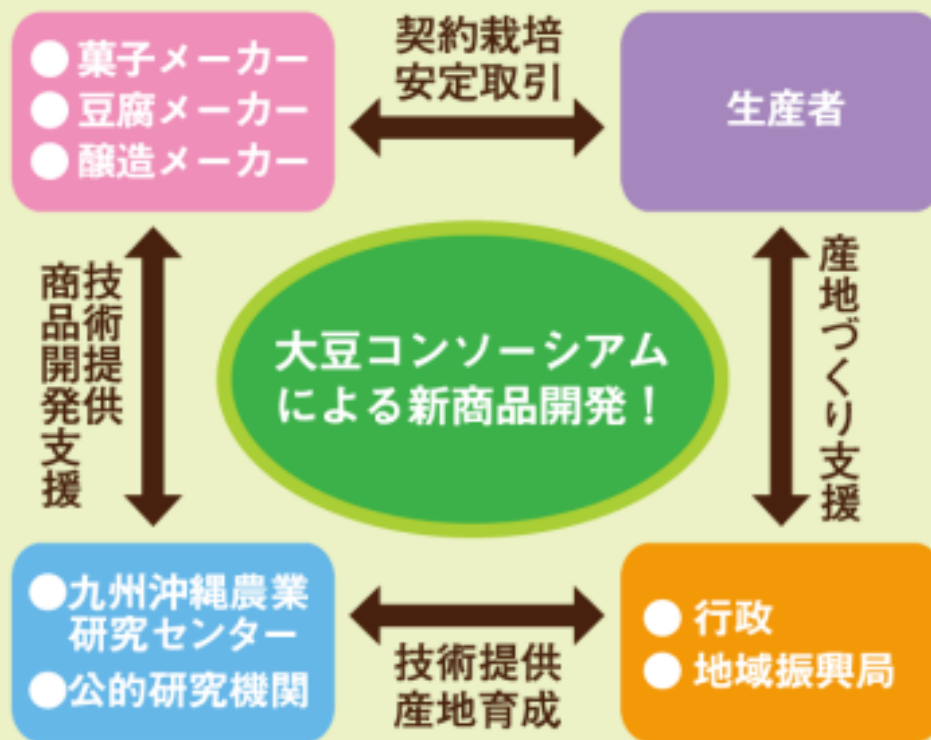 ●菓子メーカー
●豆腐メーカー
●醸造メーカー
契約栽培
安定取引
生産者
技術提供
商品開発支援
大豆コンソーシアム
による新商品開発！
産地づくり支援
●九州沖縄農業
研究センター
●公的研究機関
技術提供
産地育成
●行政
●地域振興局